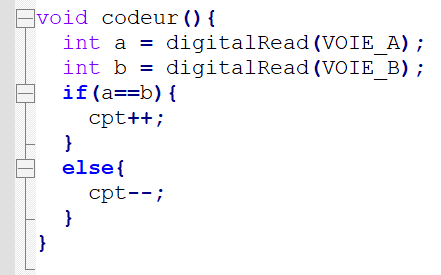 void codeur(){
int a = digitalRead(VOIE_A);
int b = digitalRead(VOIE_B);
if(a==b){
cpt++;
}
else{
cpt--;
}
}